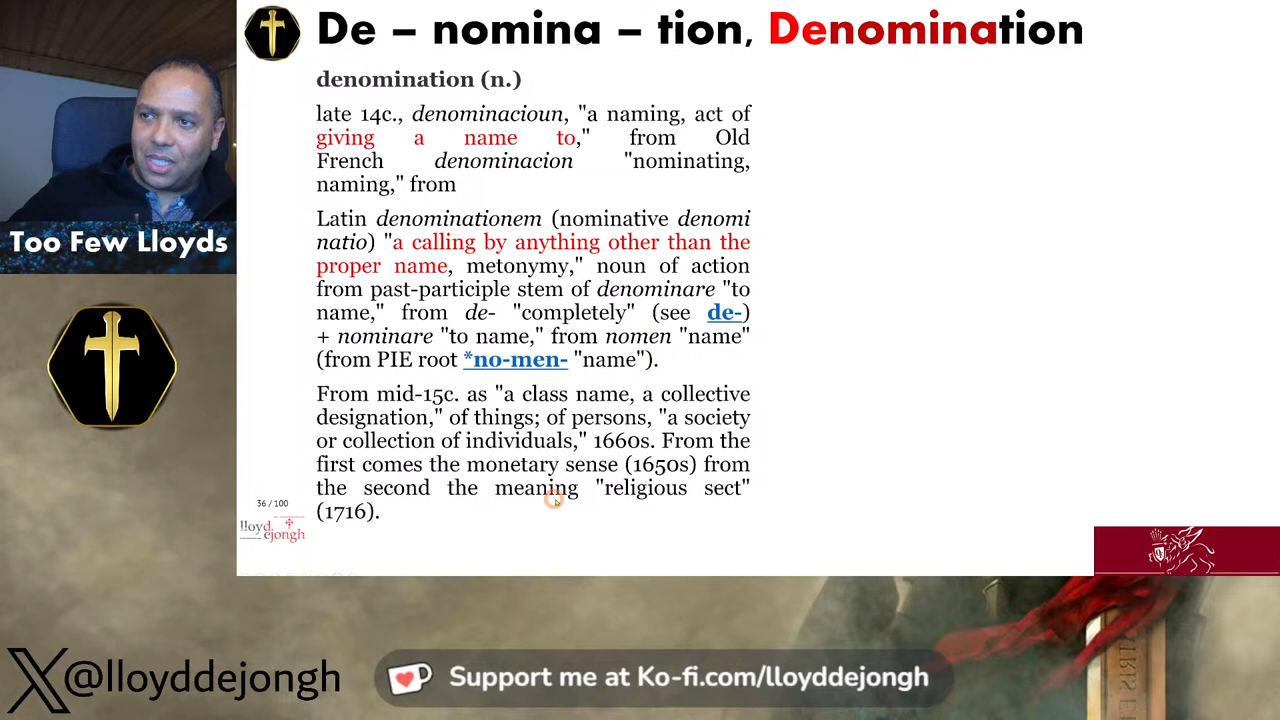 De – nomina – tion, Denomination
denomination (n.)
late 14c., denominacioun, "a naming, act of
giving a name to," from Old
French denominacion "nominating,
naming," from
Latin denominationem (nominative denomi
natio) "a calling by anything other than the
proper name, metonymy," noun of action
from past-participle stem of denominare "to
name," from de- "completely" (see de-)
+ nominare "to name," from nomen "name"
(from PIE root *no-men- "name").
From mid-15c. as "a class name, a collective
designation," of things; of persons, "a society
or collection of individuals," 1660s. From the
first comes the monetary sense (1650s) from
the second the meaning "religious sect"
(1716).
Too Few Lloyds
36 / 100
lloyd.
ejongh
X@lloyddejongh
Support me at Ko-fi.com/lloyddejongh